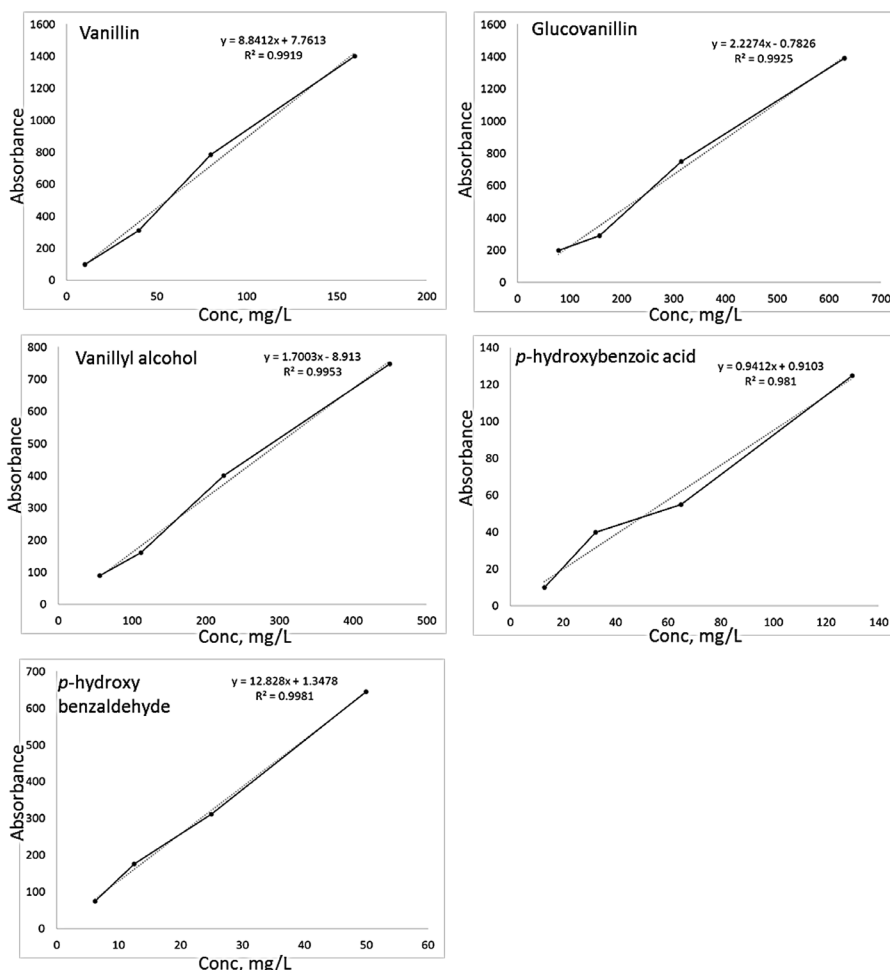 Vanillin
y = 8.8412x + 7.7613
R² = 0.9919
Absorbance
1600
1400
1200
1000
800
600
400
200
0
0 50 100 150 200
Conc, mg/L
Glucovanillin
y = 2.2274x - 0.7826
R² = 0.9925
Absorbance
1600
1400
1200
1000
800
600
400
200
0
0 100 200 300 400 500 600 700
Conc, mg/L
Vanillyl alcohol
y = 1.7003x - 8.913
R² = 0.9953
Absorbance
800
700
600
500
400
300
200
100
0
0 100 200 300 400 500
Conc, mg/L
p-hydroxybenzoic acid
y = 0.9412x + 0.9103
R² = 0.981
Absorbance
140
120
100
80
60
40
20
0
0 20 40 60 80 100 120 140
Conc, mg/L
p-hydroxy
benzaldehyde
y = 12.828x + 1.3478
R² = 0.9981
Absorbance
700
600
500
400
300
200
100
0
0 10 20 30 40 50 60
Conc, mg/L